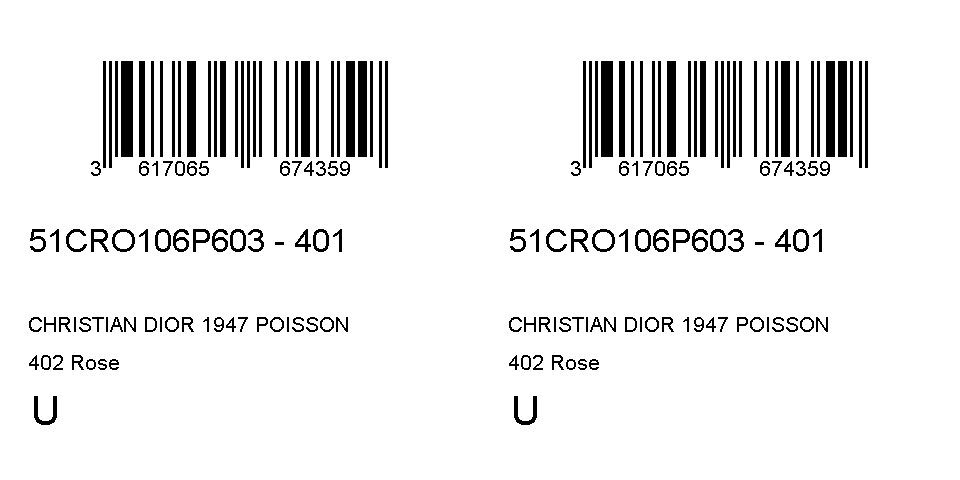 3 617065 674359
51CRO106P603 - 401
CHRISTIAN DIOR 1947 POISSON
402 Rose
U
3 617065 674359
51CRO106P603 - 401
CHRISTIAN DIOR 1947 POISSON
402 Rose
U